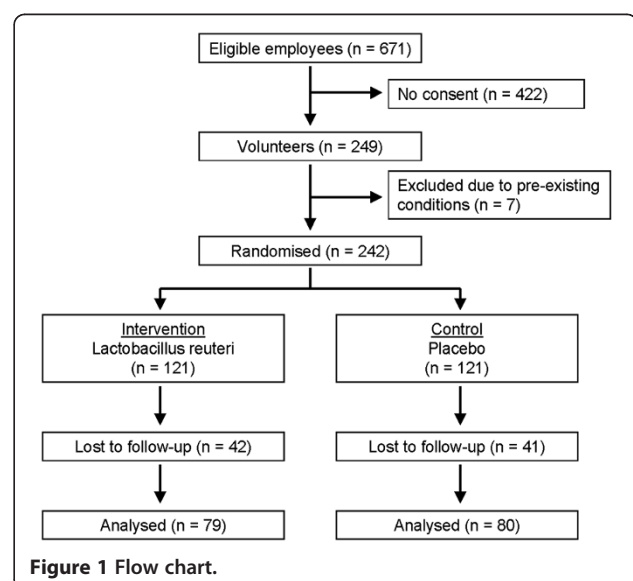 Eligible employees (n = 671)
No consent (n = 422)
Volunteers (n = 249)
Excluded due to pre-existing
conditions (n = 7)
Randomised (n = 242)
Intervention
Lactobacillus reuteri
(n = 121)
Control
Placebo
(n = 121)
Lost to follow-up (n = 42)
Lost to follow-up (n = 41)
Analysed (n = 79)
Analysed (n = 80)
Figure 1 Flow chart.